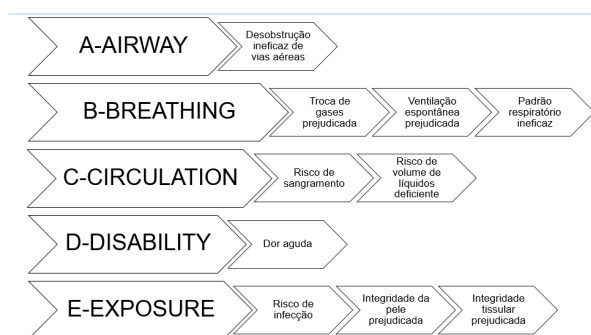 A-AIRWAY
Desobstrução
ineficaz de
vias aéreas
B-BREATHING
Troca de
gases
prejudicada
Ventilação
espontânea
prejudicada
Padrão
respiratório
ineficaz
C-CIRCULATION
Risco de
sangramento
Risco de
volume de
líquidos
deficiente
D-DISABILITY
Dor aguda
E-EXPOSURE
Risco de
infecção
Integridade da
pele
prejudicada
Integridade
tissular
prejudicada